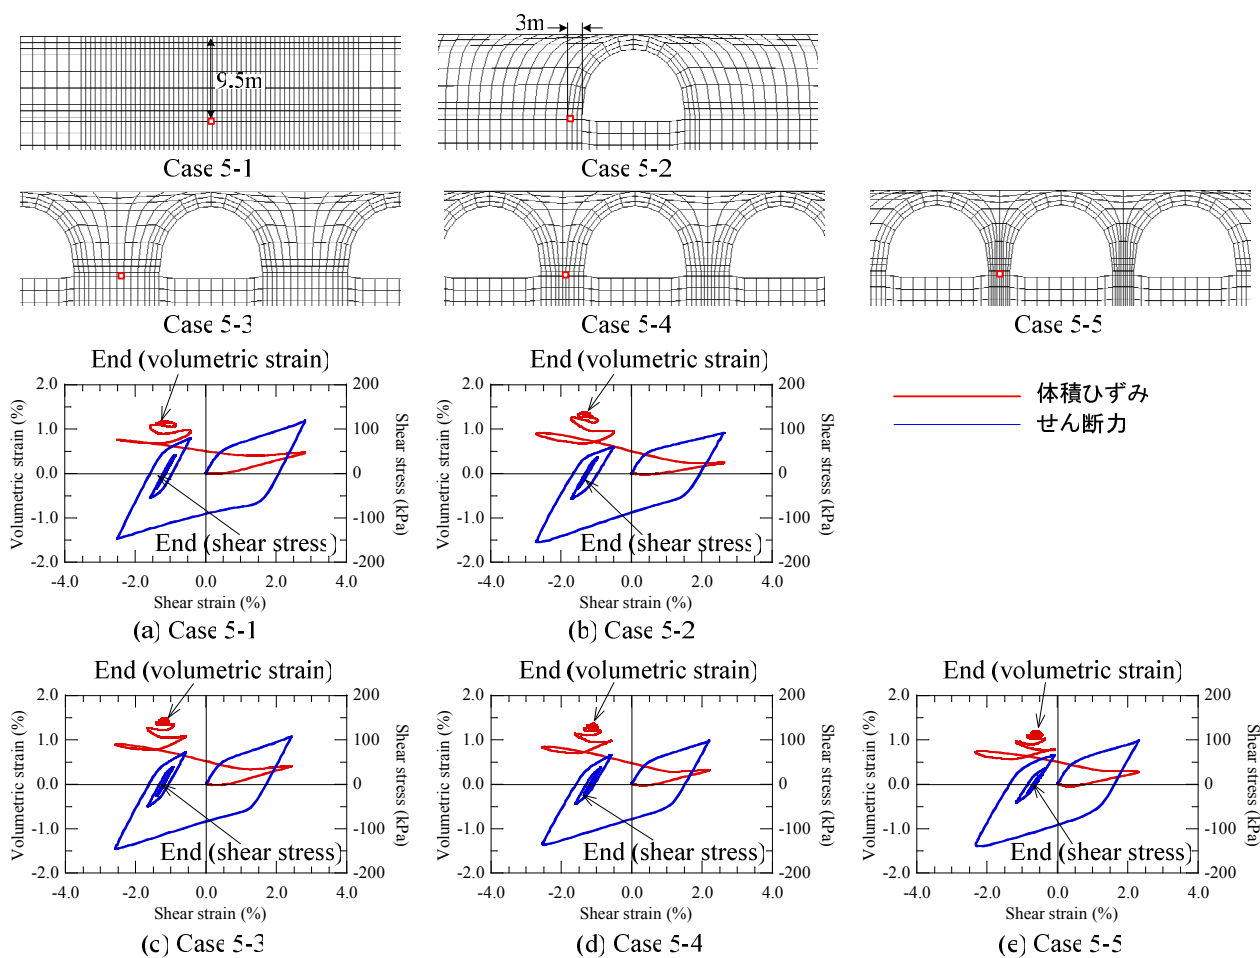 3m
9.5m
Case 5-1
Case 5-2
Case 5-3
Case 5-4
Case 5-5
End (volumetric strain)
2.0
1.0
0.0
-1.0
-2.0
Volumetric strain (%)
200
100
0
-100
-200
Shear stress (kPa)
End (shear stress)
-4.0 -2.0 0.0 2.0 4.0
Shear strain (%)
(a) Case 5-1
End (volumetric strain)
2.0
1.0
0.0
-1.0
-2.0
Volumetric strain (%)
200
100
0
-100
-200
Shear stress (kPa)
End (shear stress)
-4.0 -2.0 0.0 2.0 4.0
Shear strain (%)
(b) Case 5-2
体積ひずみ
せん断力
End (volumetric strain)
2.0
1.0
0.0
-1.0
-2.0
Volumetric strain (%)
200
100
0
-100
-200
Shear stress (kPa)
End (shear stress)
-4.0 -2.0 0.0 2.0 4.0
Shear strain (%)
(c) Case 5-3
End (volumetric strain)
2.0
1.0
0.0
-1.0
-2.0
Volumetric strain (%)
200
100
0
-100
-200
Shear stress (kPa)
End (shear stress)
-4.0 -2.0 0.0 2.0 4.0
Shear strain (%)
(d) Case 5-4
End (volumetric strain)
2.0
1.0
0.0
-1.0
-2.0
Volumetric strain (%)
200
100
0
-100
-200
Shear stress (kPa)
End (shear stress)
-4.0 -2.0 0.0 2.0 4.0
Shear strain (%)
(e) Case 5-5